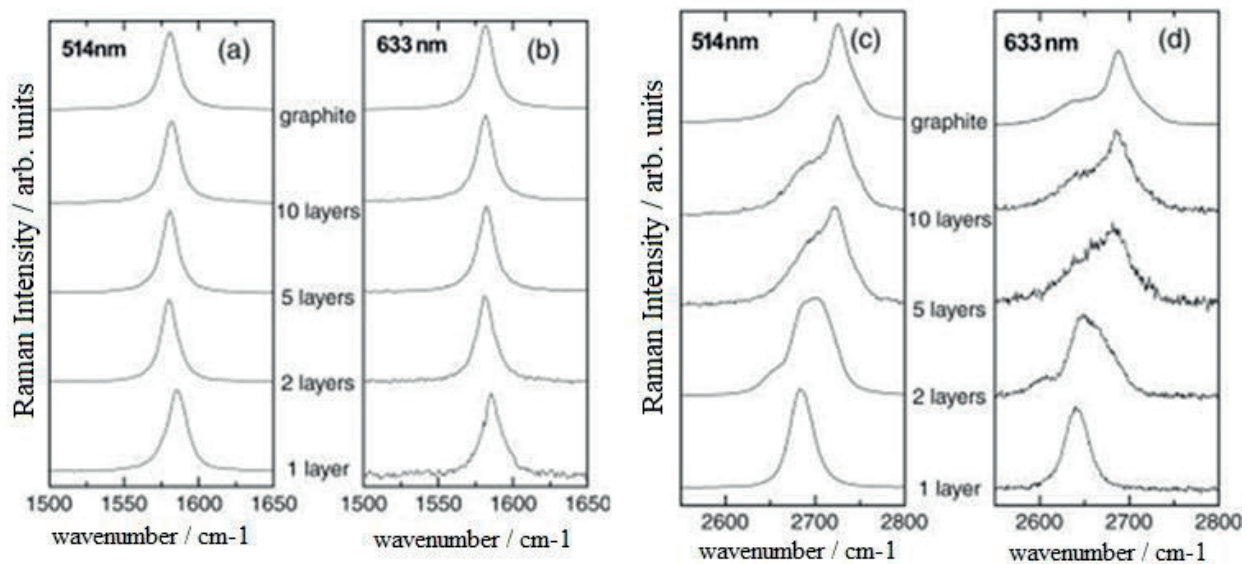 Raman Intensity / arb. units
514nm (a)
633 nm (b)
graphite
10 layers
5 layers
2 layers
1 layer
1500 1550 1600 1650
1500 1550 1600 1650
wavenumber / cm-1
wavenumber / cm-1
Raman Intensity / arb. units
514nm (c)
633 nm (d)
graphite
10 layers
5 layers
2 layers
1 layer
2600 2700 2800
2600 2700 2800
wavenumber / cm-1
wavenumber / cm-1